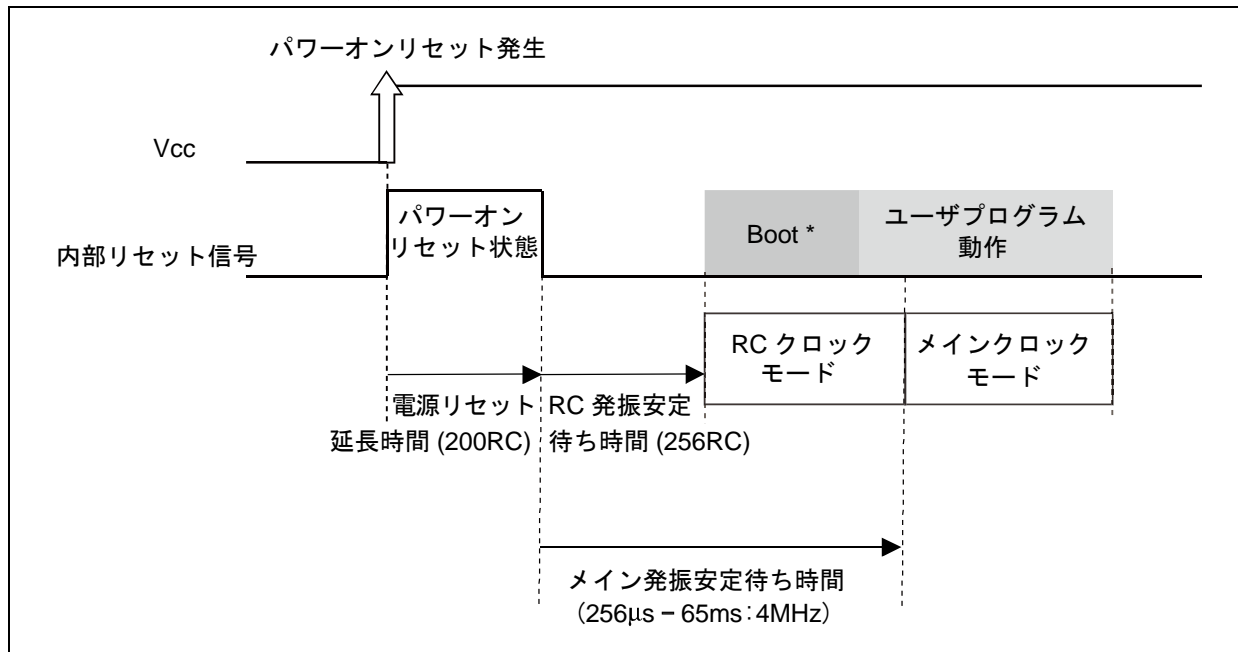 パワーオンリセット発生
Vcc
内部リセット信号
パワーオン
リセット状態
Boot *
ユーザプログラム
動作
RC クロック
モード
メインクロック
モード
電源リセット
延長時間 (200RC)
RC 発振安定
待ち時間 (256RC)
メイン発振安定待ち時間
(256μs − 65ms:4MHz)